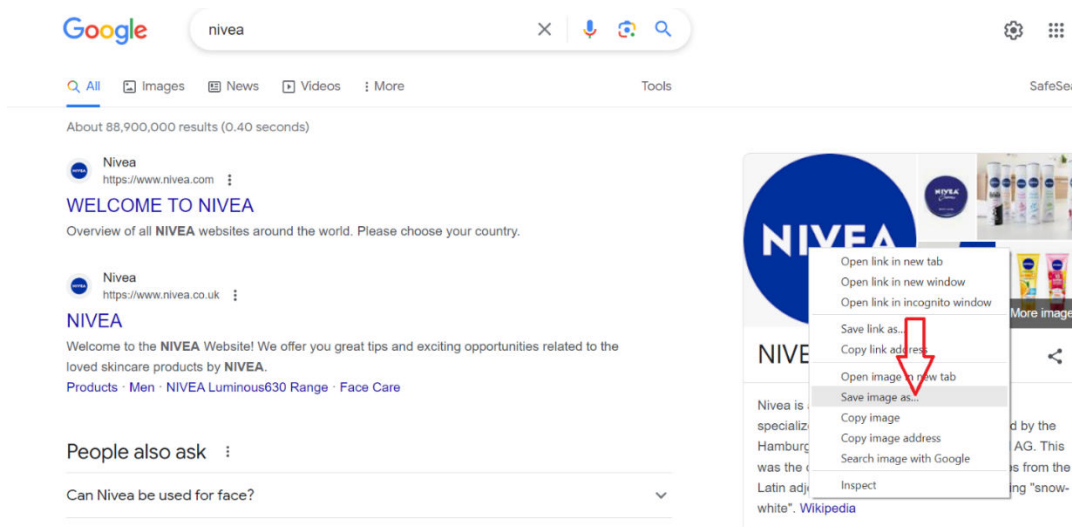 Google
nivea
All
Images
News
Videos
More
Tools
SafeSea
About 88,900,000 results (0.40 seconds)
Nivea
https://www.nivea.com
WELCOME TO NIVEA
Overview of all NIVEA websites around the world. Please choose your country.
Nivea
https://www.nivea.co.uk
NIVEA
Welcome to the NIVEA Website! We offer you great tips and exciting opportunities related to the
loved skincare products by NIVEA.
Products · Men · NIVEA Luminous630 Range · Face Care
People also ask
Can Nivea be used for face?
NIVEA
NIVEA
More image
Open link in new tab
Open link in new window
Open link in incognito window
Save link as...
Copy link address
Open image in new tab
Save image as...
Copy image
Copy image address
Search image with Google
Inspect
NIVE
Nivea is
specializ d by the
Hamburg AG. This
was the s from the
Latin adj ing "snow-
white". Wikipedia